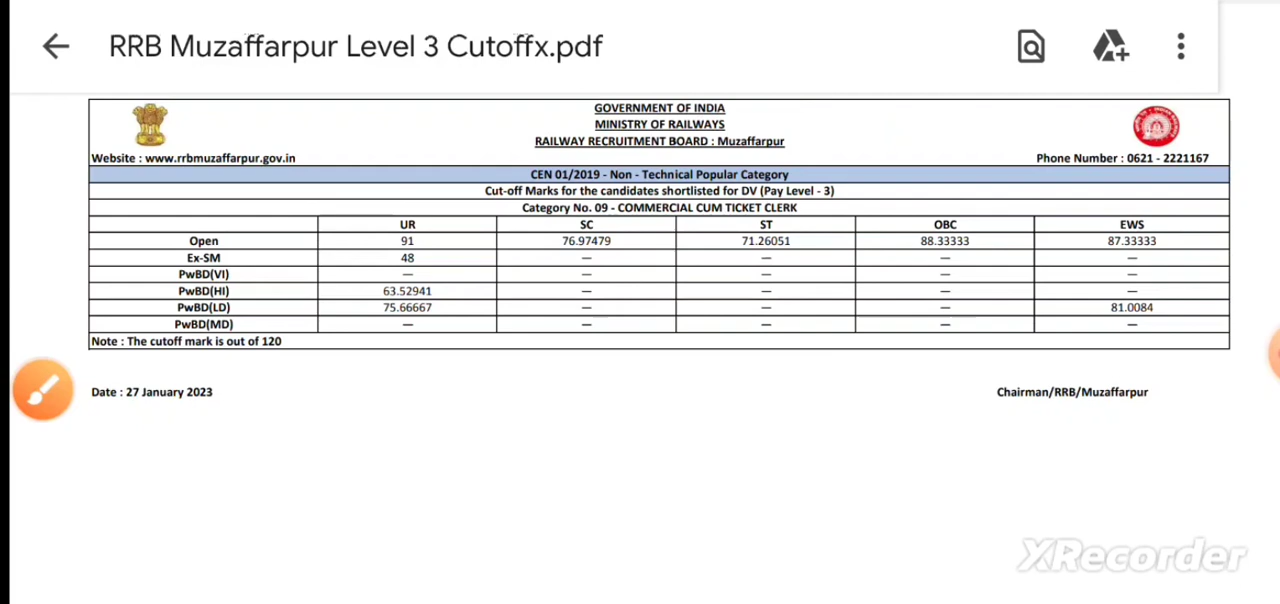 RRB Muzaffarpur Level 3 Cutoffx.pdf
GOVERNMENT OF INDIA
MINISTRY OF RAILWAYS
RAILWAY RECRUITMENT BOARD : Muzaffarpur
Website : www.rrbmuzaffarpur.gov.in Phone Number : 0621 - 2221167
CEN 01/2019 - Non - Technical Popular Category
Cut-off Marks for the candidates shortlisted for DV (Pay Level - 3)
Category No. 09 - COMMERCIAL CUM TICKET CLERK
UR SC ST OBC EWS
Open 91 76.97479 71.26051 88.33333 87.33333
Ex-SM 48 — — — —
PwBD(VI) — — — — —
PwBD(HI) 63.52941 — — — —
PwBD(LD) 75.66667 — — — 81.0084
PwBD(MD) — — — — —
Note : The cutoff mark is out of 120
Date : 27 January 2023 Chairman/RRB/Muzaffarpur
XRecorder